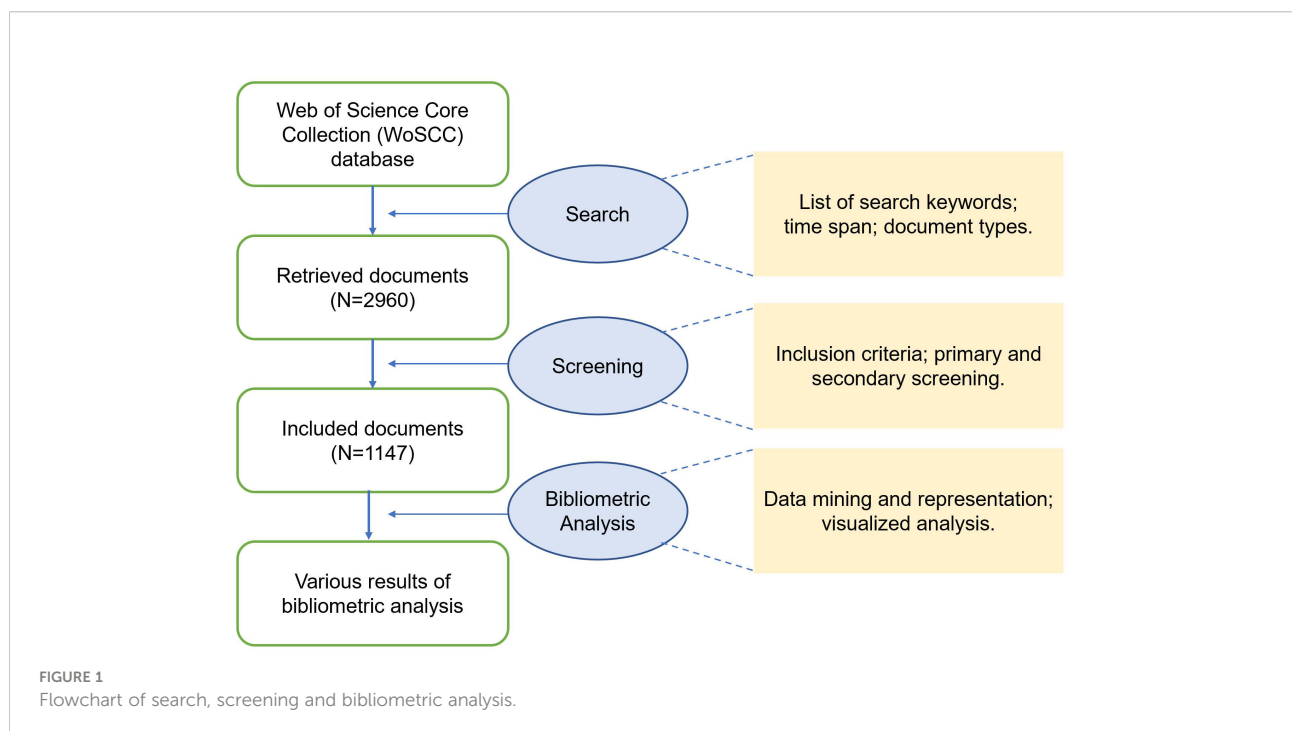 Web of Science Core
Collection (WoSCC)
database
Search
List of search keywords;
time span; document types.
Retrieved documents
(N=2960)
Screening
Inclusion criteria; primary and
secondary screening.
Included documents
(N=1147)
Bibliometric
Analysis
Data mining and representation;
visualized analysis.
Various results of
bibliometric analysis
FIGURE 1
Flowchart of search, screening and bibliometric analysis.